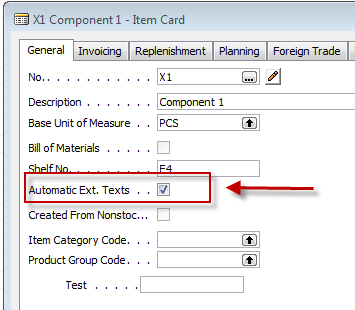 X1 Component 1 - Item Card
General Invoicing Replenishment Planning Foreign Trade
No. . . . . . . . . . . X1 ...
Description . . . . . . . Component 1
Base Unit of Measure . . PCS
Bill of Materials . . . . .
Shelf No. . . . . . . . . F4
Automatic Ext. Texts . . .
Created From Nonstoc...
Item Category Code. . .
Product Group Code. . .
Test . . . . .